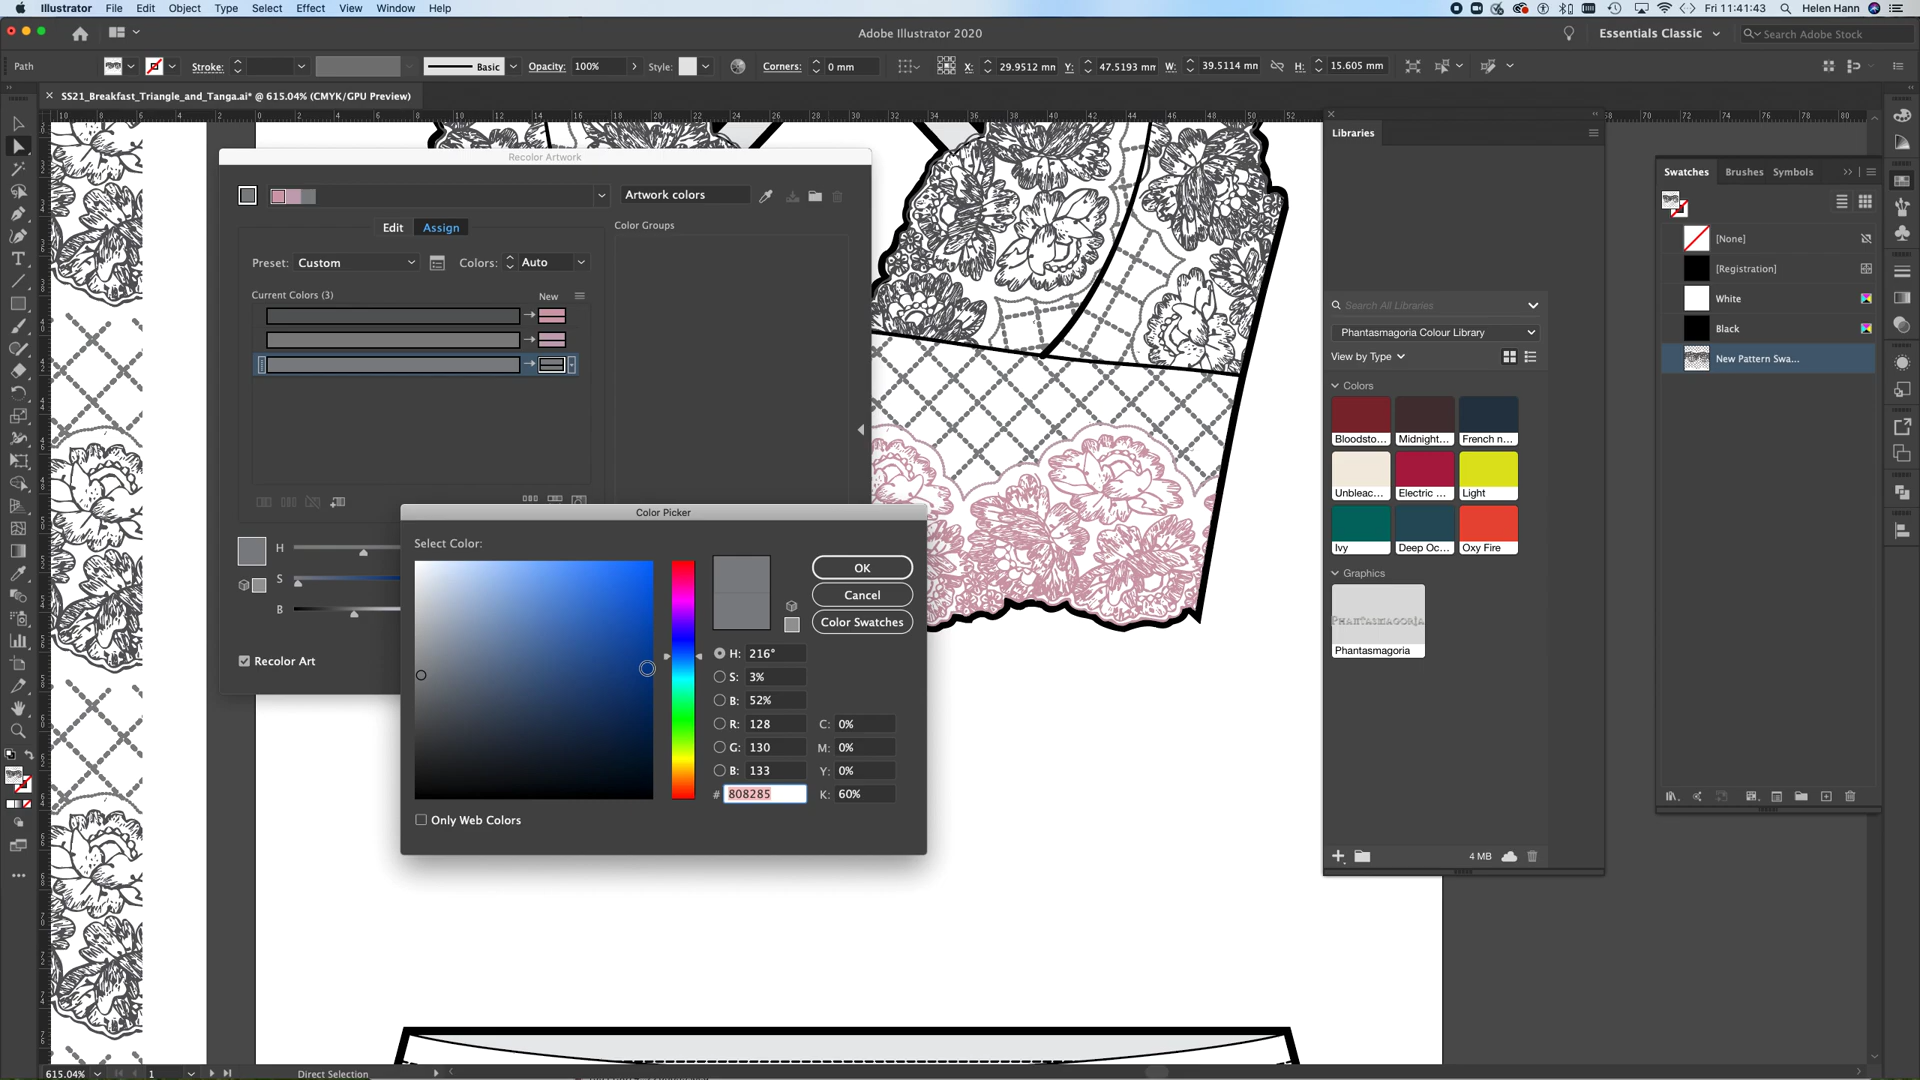 Illustrator File Edit Object Type Select Effect View Window Help Fri 11:41:43 Helen Hann
Adobe Illustrator 2020 Essentials Classic Search Adobe Stock
Path Stroke: Basic Opacity: 100% Style: Corners: 0 mm X: 29.9512 mm Y: 47.5193 mm W: 39.5114 mm H: 15.605 mm
SS21_Breakfast_Triangle_and_Tanga.ai* @ 615.04% (CMYK/GPU Preview)
Recolor Artwork
Artwork colors
Edit Assign
Color Groups
Preset: Custom Colors: Auto
Current Colors (3) New
H
S
B
Recolor Art
Color Picker
Select Color:
OK
Cancel
Color Swatches
H: 216°
S: 3%
B: 52%
R: 128 C: 0%
G: 130 M: 0%
B: 133 Y: 0%
# 808285 K: 60%
Only Web Colors
Libraries
Search All Libraries
Phantasmagoria Colour Library
View by Type
Colors
Bloodsto... Midnight... French n...
Unbleac... Electric ... Light
Ivy Deep Oc... Oxy Fire
Graphics
Phantasmagoria
Phantasmagoria
4 MB
Swatches Brushes Symbols
[None]
[Registration]
White
Black
New Pattern Swa...
615.04% 1 Direct Selection